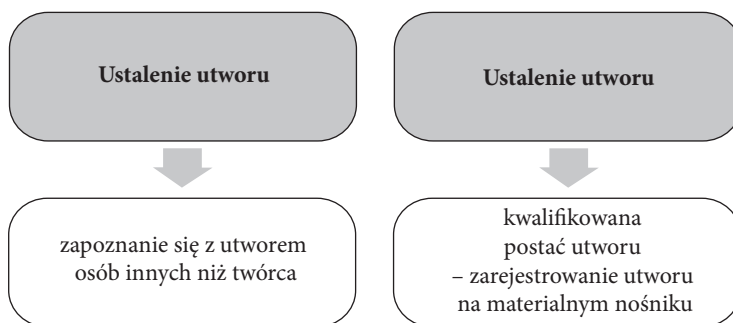 Ustalenie utworu
zapoznanie się z utworem
osób innych niż twórca
Ustalenie utworu
kwalifikowana
postać utworu
– zarejestrowanie utworu
na materialnym nośniku